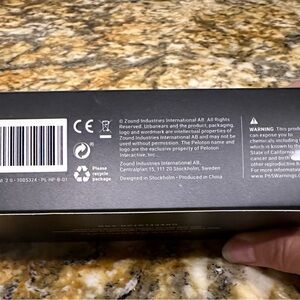 © Zound Industries International AB. All Rights
Reserved. Urbanears and the product, packaging,
logo and wordmark are intellectual properties of
Zound Industries International AB and may not be
used without permission. The Peloton name and
logo are the exclusive property of Peloton
Interactive, Inc.
Zound Industries International AB,
Centralplan 15, 111 20 Stockholm, Sweden
Designed in Stockholm • Produced in China
CE
Please
recycle
packaging
WARNING: This pro
can expose you to
chemicals including
which is known to the
State of California
cancer and birth
other reproductive
www.P65Warnings.